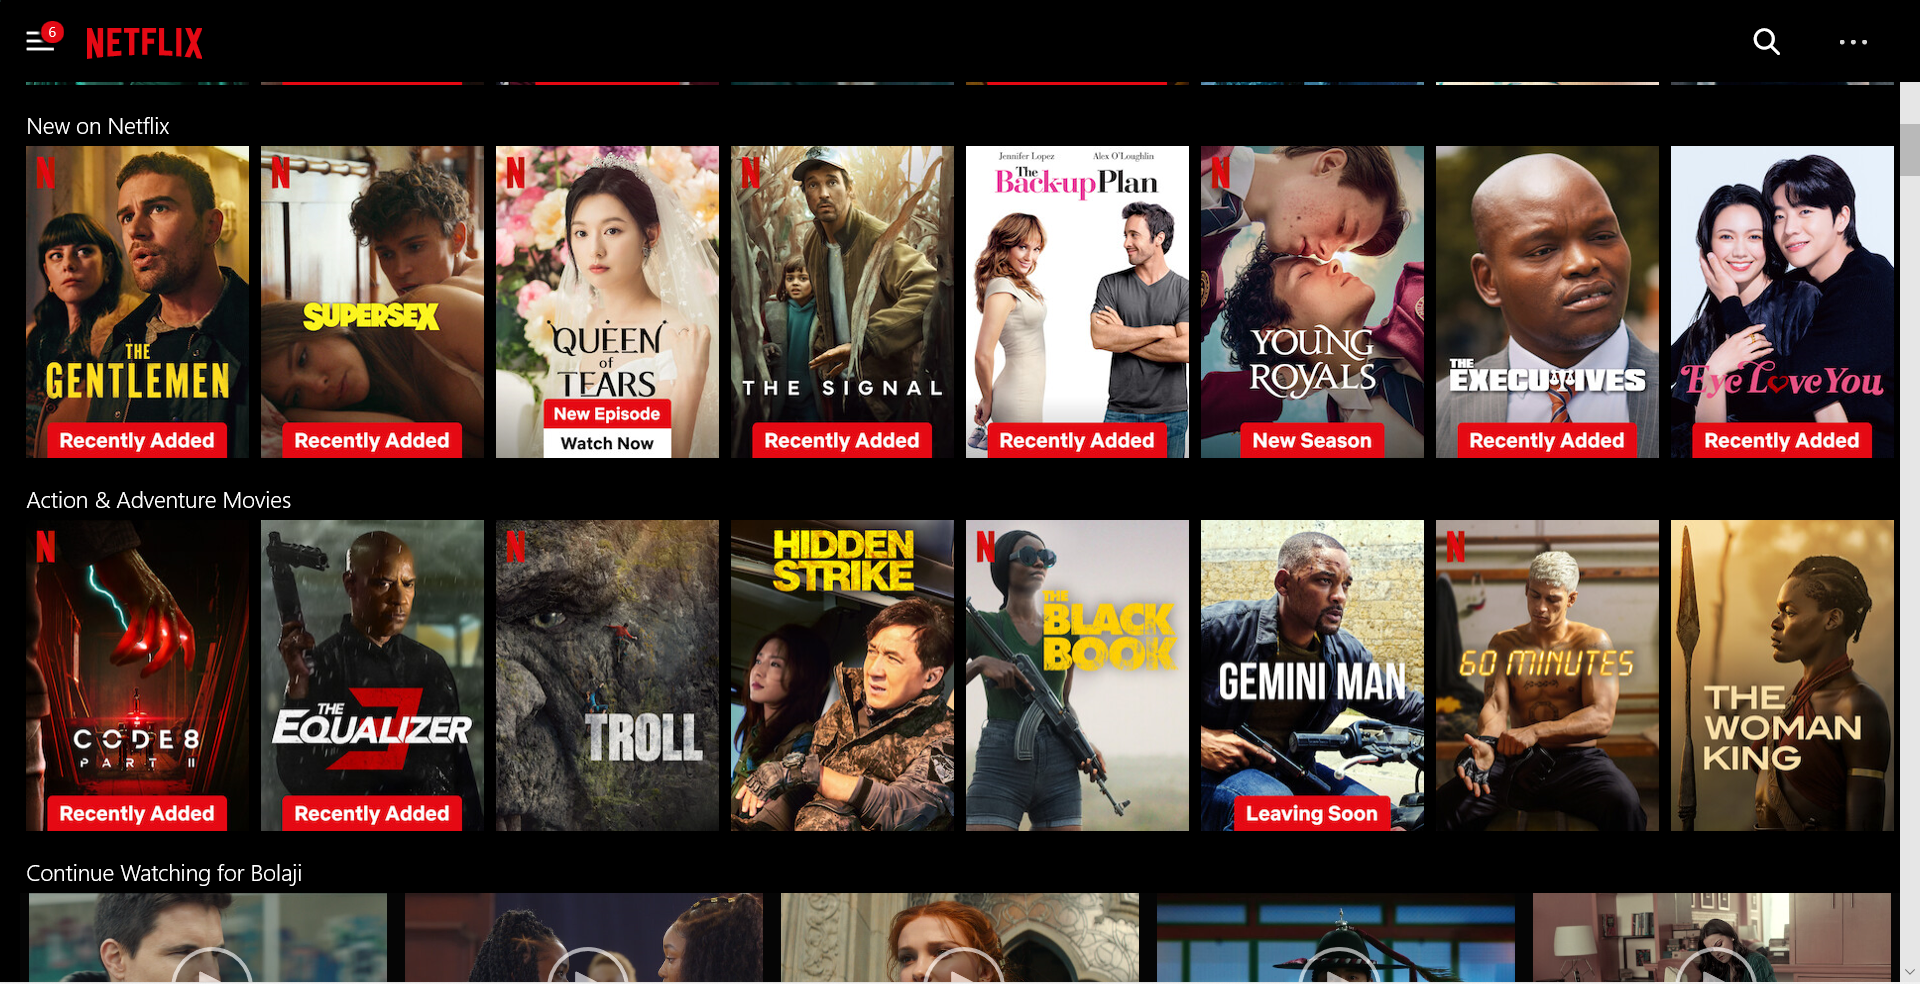 6
NETFLIX
New on Netflix
N
THE
GENTLEMEN
Recently Added
N
SUPERSEX
Recently Added
N
QUEEN
of
TEARS
New Episode
Watch Now
N
THE SIGNAL
Recently Added
Jennifer Lopez Alex O'Loughlin
The
Back-up Plan
Recently Added
N
YOUNG
ROYALS
New Season
THE
EXECUTIVES
Recently Added
Eye Love You
Recently Added
Action & Adventure Movies
N
CODE 8
PART II
Recently Added
THE
EQUALIZER
3
Recently Added
N
TROLL
HIDDEN
STRIKE
N
THE
BLACK
BOOK
GEMINI MAN
Leaving Soon
N
60 MINUTES
THE
WOMAN
KING
Continue Watching for Bolaji